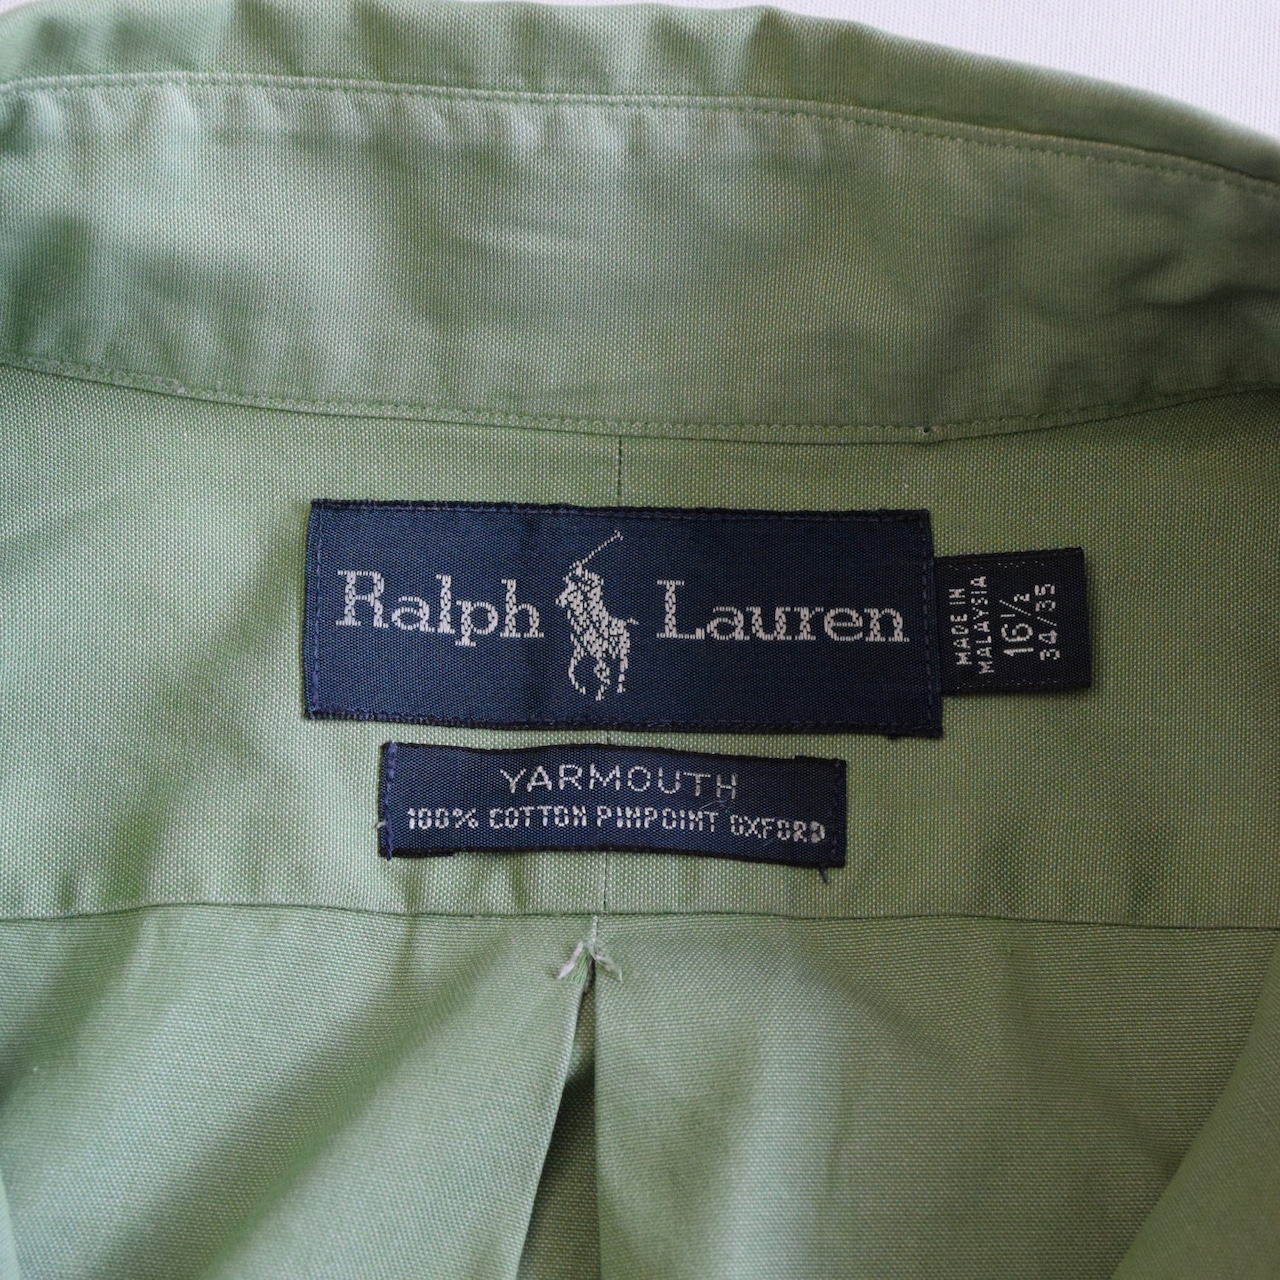 Ralph Lauren
MADE IN
MALAYSIA
16½
34/35
YARMOUTH
100% COTTON PINPOINT OXFORD